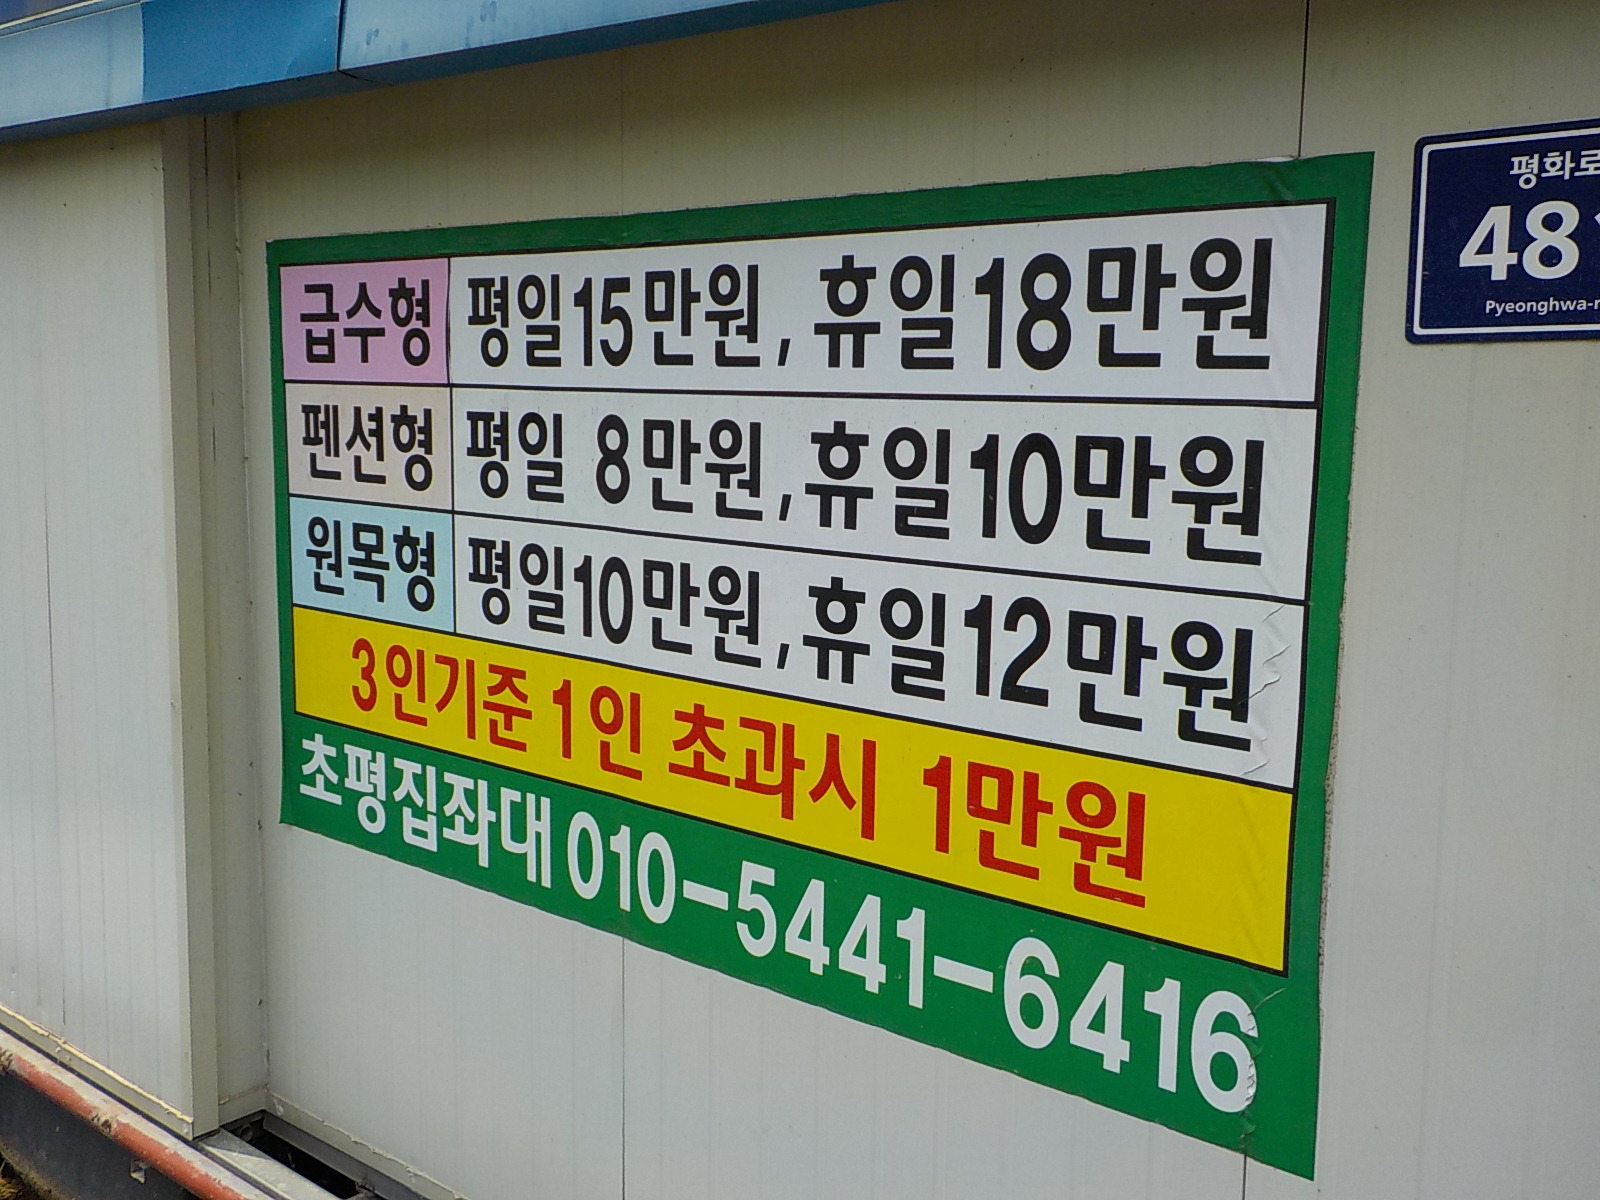 급수형 평일15만원, 휴일18만원
펜션형 평일 8만원, 휴일10만원
원목형 평일10만원, 휴일12만원
3인기준 1인 초과시 1만원
초평집좌대 010-5441-6416
평화로
48